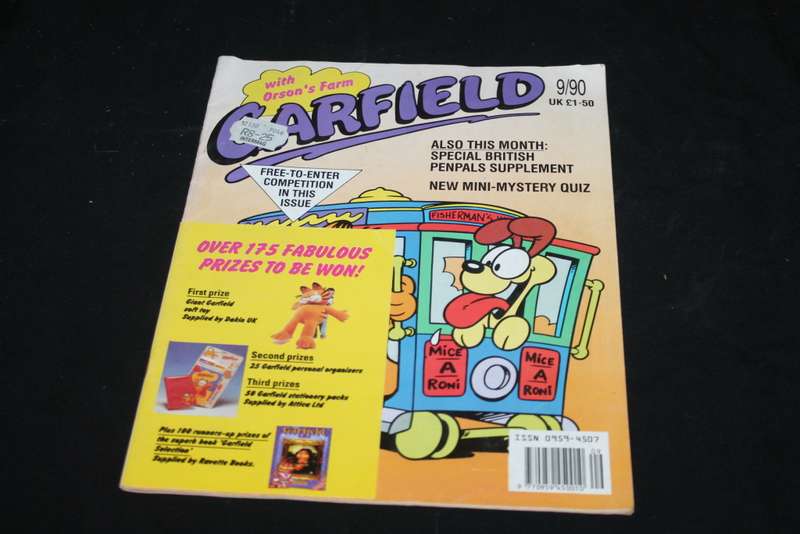 with
Orson's Farm
GARFIELD
9/90
UK £1·50
R8-25
INTERMAG
ALSO THIS MONTH:
SPECIAL BRITISH
PENPALS SUPPLEMENT
NEW MINI-MYSTERY QUIZ
FREE-TO-ENTER
COMPETITION
IN THIS
ISSUE
FISHERMAN'S
OVER 175 FABULOUS
PRIZES TO BE WON!
First prize
Giant Garfield
soft toy
Supplied by Dakin UK
Second prizes
25 Garfield personal organizers
Third prizes
50 Garfield stationery packs
Supplied by Attica Ltd
Plus 100 runners-up prizes of
the superb book 'Garfield
Selection'
Supplied by Ravette Books.
MICE
A
RONI
MICE
A
RONI
ISSN 0959-4507
09